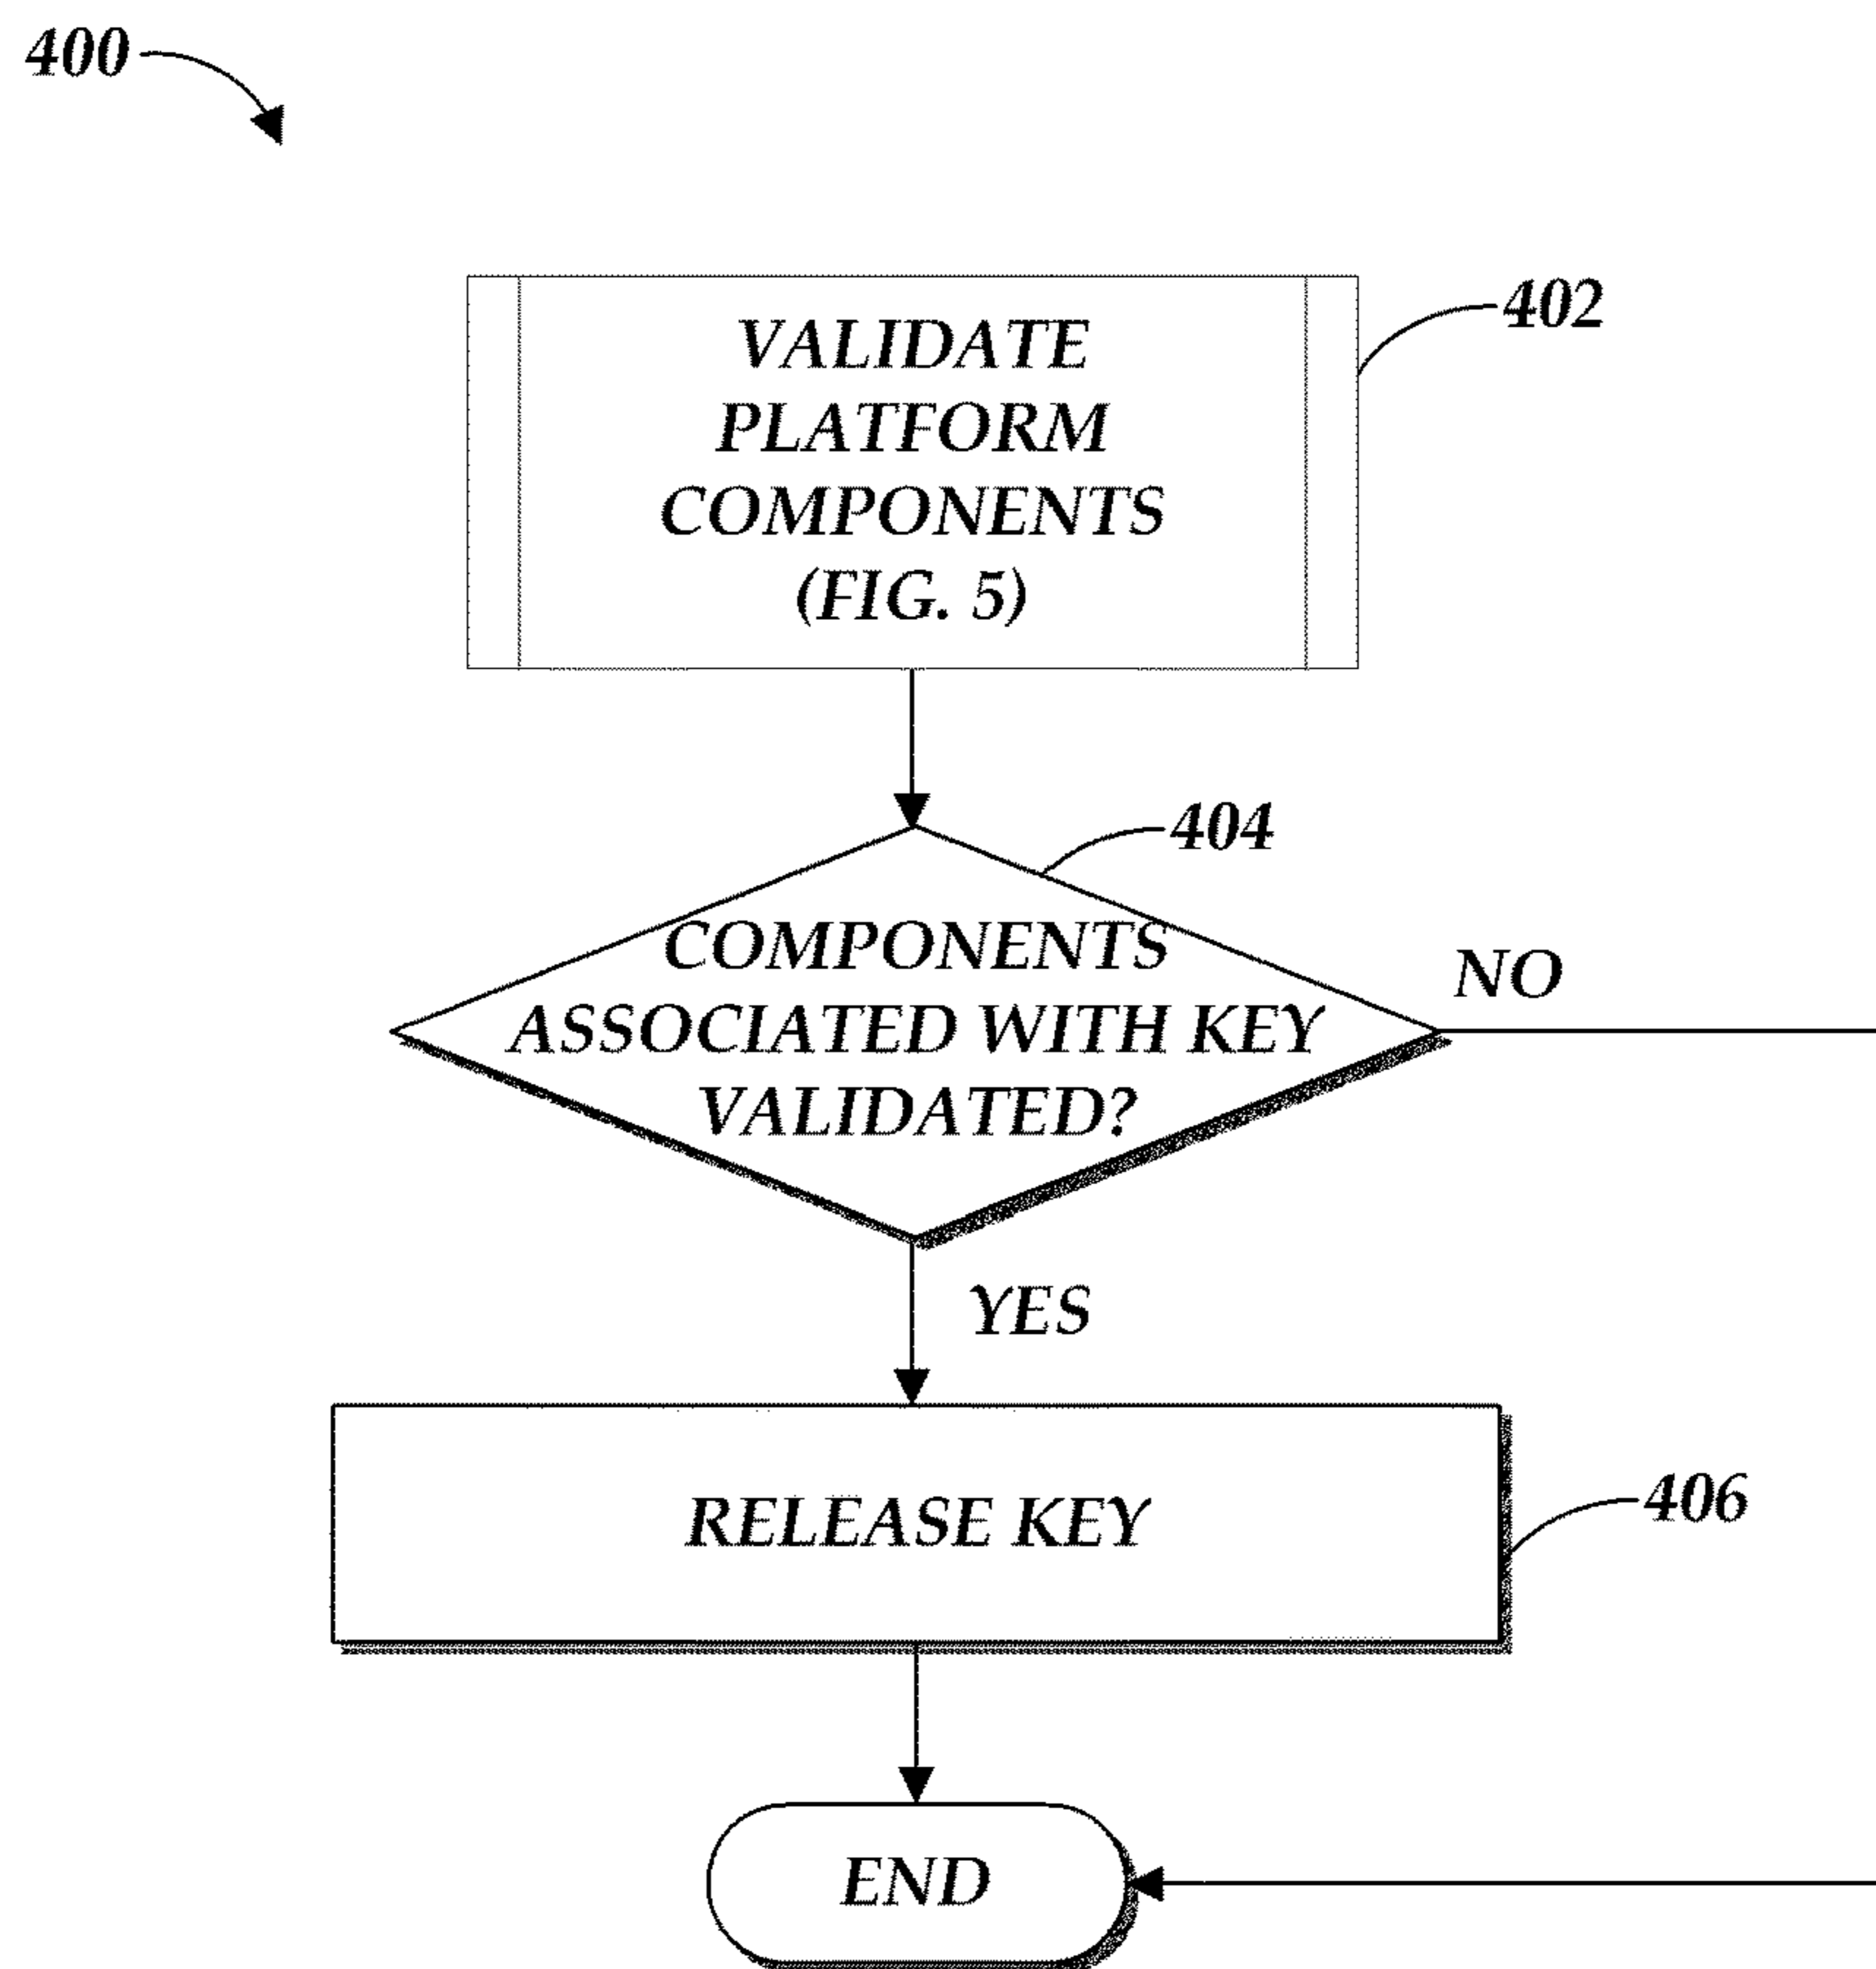 400
VALIDATE
PLATFORM
COMPONENTS
(FIG. 5)
402
404
COMPONENTS
ASSOCIATED WITH KEY
VALIDATED?
NO
YES
RELEASE KEY
406
END